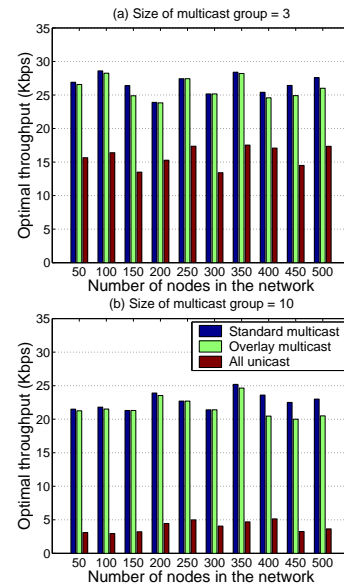 (a) Size of multicast group = 3
35
30
25
20
15
10
5
0
Optimal throughput (Kbps)
50 100 150 200 250 300 350 400 450 500
Number of nodes in the network
(b) Size of multicast group = 10
35
30
25
20
15
10
5
0
Optimal throughput (Kbps)
Standard multicast
Overlay multicast
All unicast
50 100 150 200 250 300 350 400 450 500
Number of nodes in the network